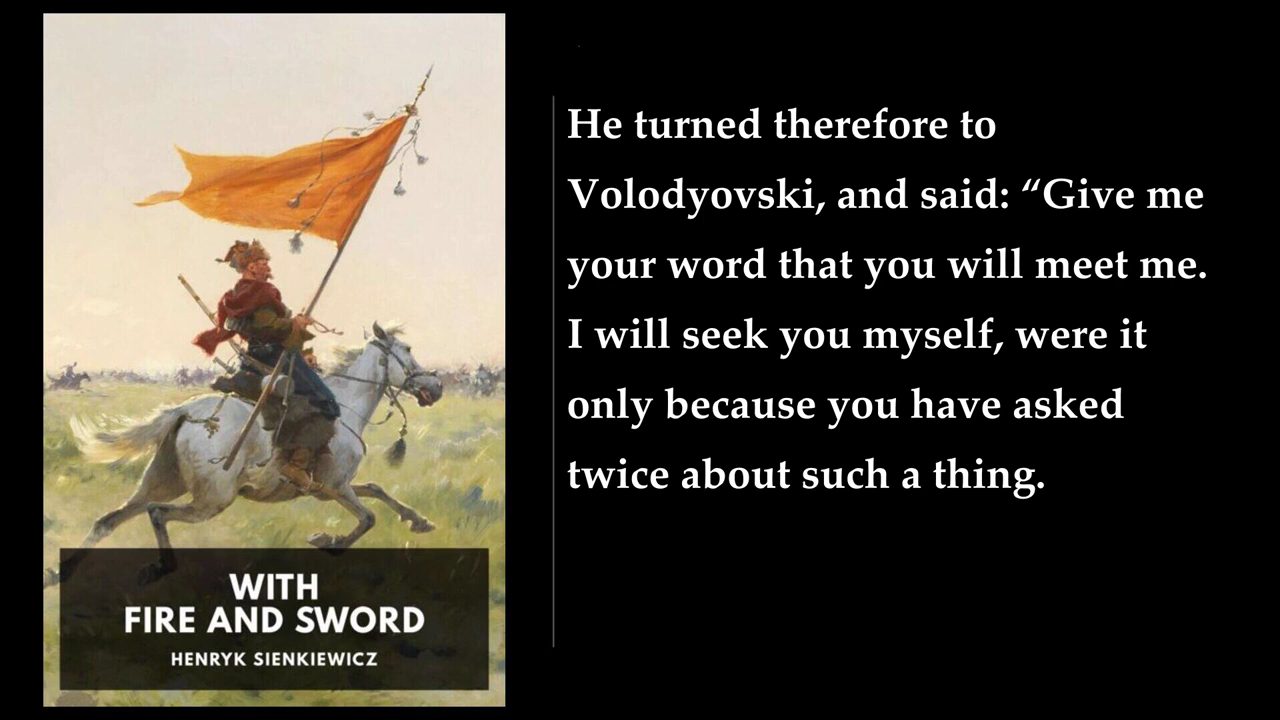 He turned therefore to
Volodyovski, and said: “Give me
your word that you will meet me.
I will seek you myself, were it
only because you have asked
twice about such a thing.
WITH
FIRE AND SWORD
HENRYK SIENKIEWICZ